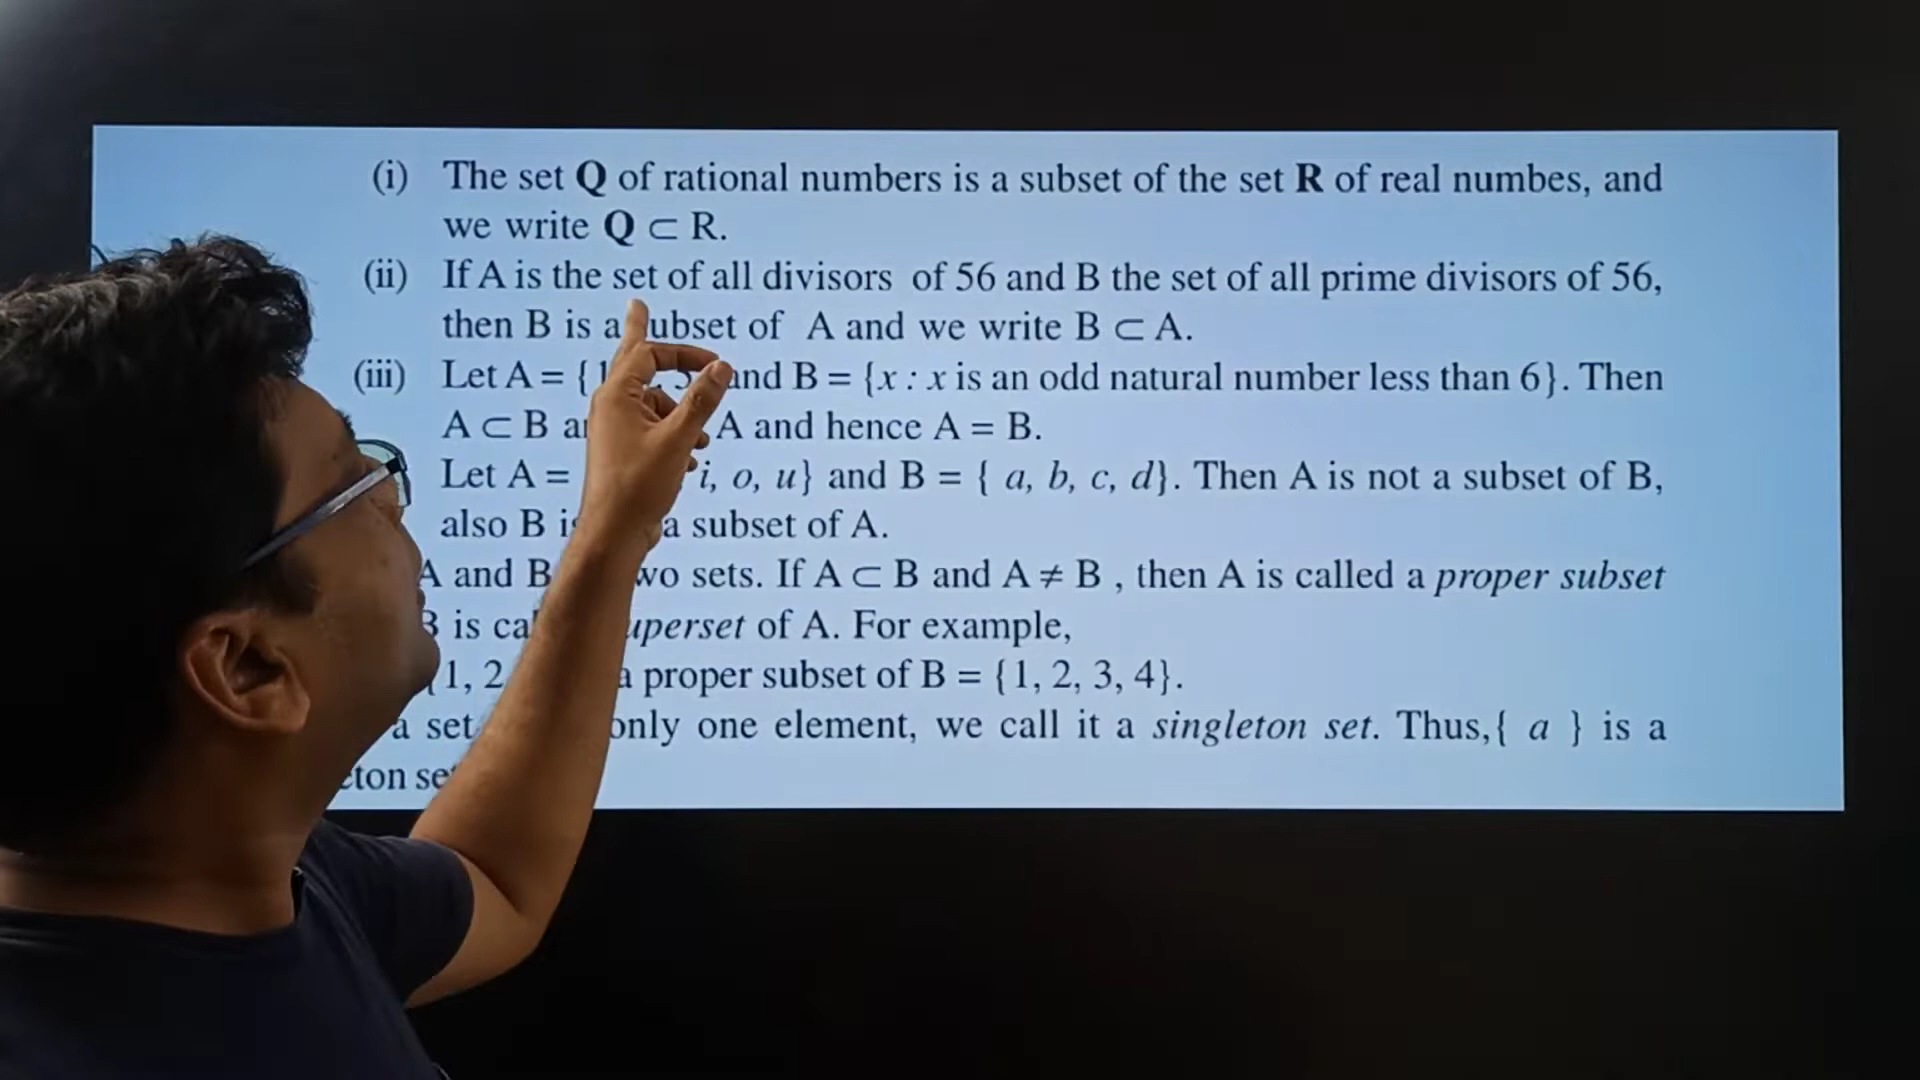 (i) The set Q of rational numbers is a subset of the set R of real numbes, and
we write Q ⊂ R.
(ii) If A is the set of all divisors of 56 and B the set of all prime divisors of 56,
then B is a ubset of A and we write B ⊂ A.
(iii) Let A = { and B = {x : x is an odd natural number less than 6}. Then
A ⊂ B A and hence A = B.
Let A = i, o, u} and B = { a, b, c, d}. Then A is not a subset of B,
also B a subset of A.
A and B wo sets. If A ⊂ B and A ≠ B , then A is called a proper subset
B is ca uperset of A. For example,
{1, 2 a proper subset of B = {1, 2, 3, 4}.
a set only one element, we call it a singleton set. Thus,{ a } is a
ton se